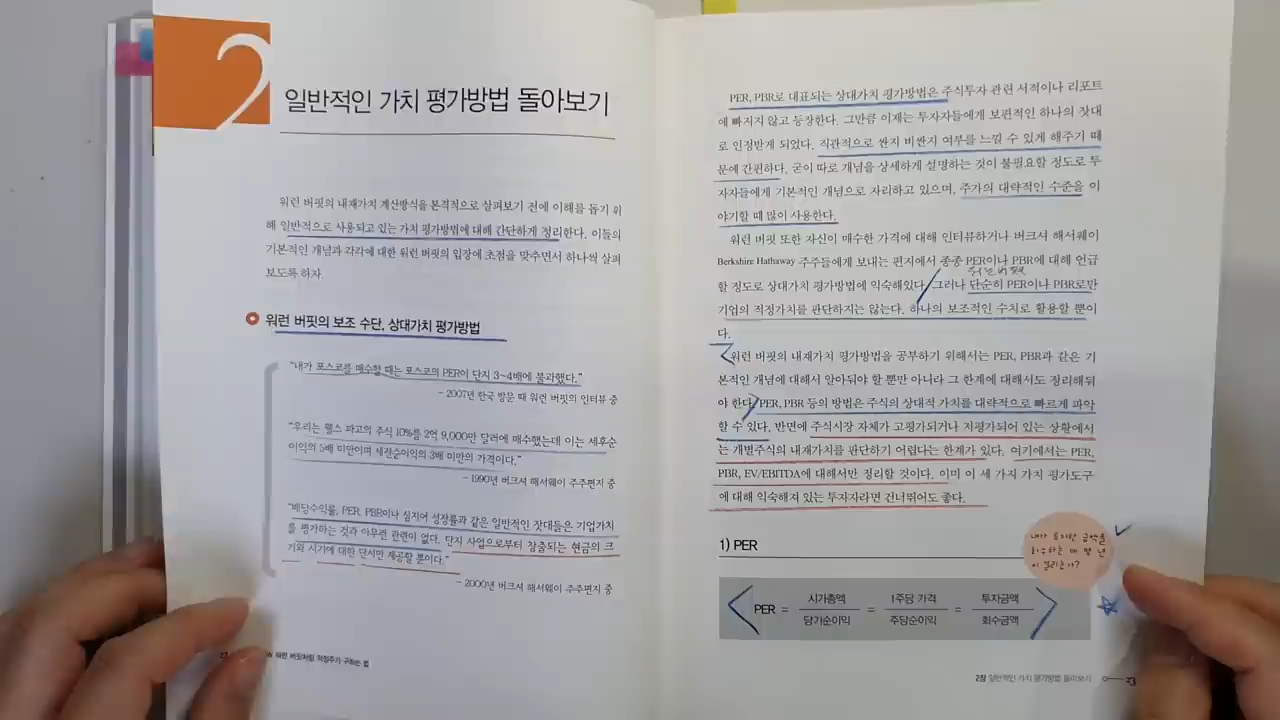 2
일반적인 가치 평가방법 돌아보기
워런 버핏의 내재가치 계산방식을 본격적으로 살펴보기 전에 이해를 돕기 위
해 일반적으로 사용되고 있는 가치 평가방법에 대해 간단하게 정리한다. 이들의
기본적인 개념과 각각에 대한 워런 버핏의 입장에 초점을 맞추면서 하나씩 살펴
보도록 하자.
워런 버핏의 보조 수단, 상대가치 평가방법
“내가 포스코를 매수할 때는 포스코의 PER이 단지 3~4배에 불과했다.”
- 2007년 한국 방문 때 워런 버핏의 인터뷰 중
“우리는 웰스 파고의 주식 10%를 2억 9,000만 달러에 매수했는데 이는 세후순
이익의 5배 미만이며 세전순이익의 3배 미만의 가격이다.”
- 1990년 버크셔 해서웨이 주주편지 중
“배당수익률, PER, PBR이나 심지어 성장률과 같은 일반적인 잣대들은 기업가치
를 평가하는 것과 아무런 관련이 없다. 단지 사업으로부터 창출되는 현금의 크
기와 시기에 대한 단서만 제공할 뿐이다.”
- 2000년 버크셔 해서웨이 주주편지 중
워런 버핏처럼 적정주가 구하는 법
PER, PBR로 대표되는 상대가치 평가방법은 주식투자 관련 서적이나 리포트
에 빠지지 않고 등장한다. 그만큼 이제는 투자자들에게 보편적인 하나의 잣대
로 인정받게 되었다. 직관적으로 싼지 비싼지 여부를 느낄 수 있게 해주기 때
문에 간편하다. 굳이 따로 개념을 상세하게 설명하는 것이 불필요할 정도로 투
자자들에게 기본적인 개념으로 자리하고 있으며, 주가의 대략적인 수준을 이
야기할 때 많이 사용한다.
워런 버핏 또한 자신이 매수한 가격에 대해 인터뷰하거나 버크셔 해서웨이
Berkshire Hathaway 주주들에게 보내는 편지에서 종종 PER이나 PBR에 대해 언급
워런버핏
할 정도로 상대가치 평가방법에 익숙해있다. 그러나 단순히 PER이나 PBR로만
기업의 적정가치를 판단하지는 않는다. 하나의 보조적인 수치로 활용할 뿐이
다.
워런 버핏의 내재가치 평가방법을 공부하기 위해서는 PER, PBR과 같은 기
본적인 개념에 대해서 알아둬야 할 뿐만 아니라 그 한계에 대해서도 정리해둬
야 한다. PER, PBR 등의 방법은 주식의 상대적 가치를 대략적으로 빠르게 파악
할 수 있다. 반면에 주식시장 자체가 고평가되거나 저평가되어 있는 상황에서
는 개별주식의 내재가치를 판단하기 어렵다는 한계가 있다. 여기에서는 PER,
PBR, EV/EBITDA에 대해서만 정리할 것이다. 이미 이 세 가지 가치 평가도구
에 대해 익숙해져 있는 투자자라면 건너뛰어도 좋다.
1) PER
내가 투자한 금액을
회수하는 데 몇 년
이 걸리는가?
PER = 시가총액 / 당기순이익 = 1주당 가격 / 주당순이익 = 투자금액 / 회수금액
2장 일반적인 가치 평가방법 돌아보기